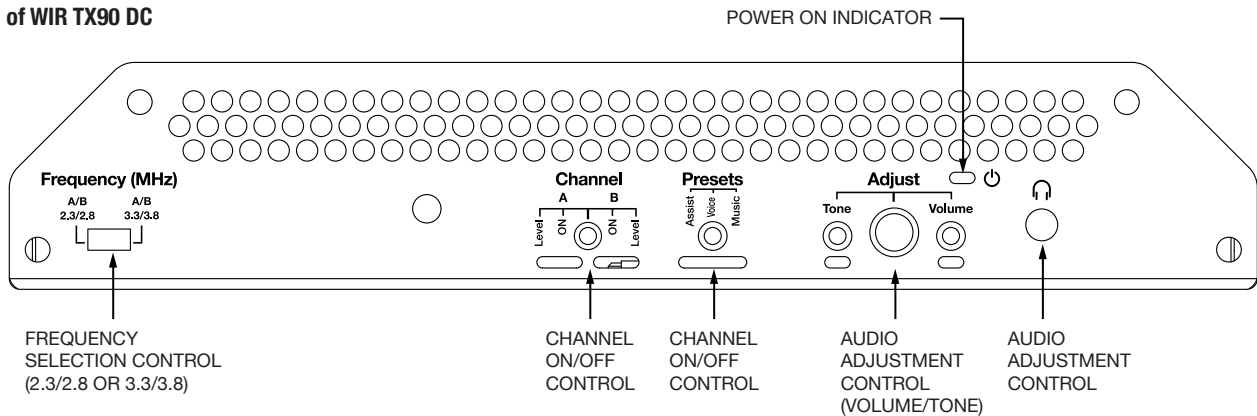 of WIR TX90 DC
POWER ON INDICATOR
Frequency (MHz)
A/B
2.3/2.8
A/B
3.3/3.8
Channel
A
B
Level
ON
ON
Level
Presets
Assist
Voice
Music
Adjust
Tone
Volume
FREQUENCY
SELECTION CONTROL
(2.3/2.8 OR 3.3/3.8)
CHANNEL
ON/OFF
CONTROL
CHANNEL
ON/OFF
CONTROL
AUDIO
ADJUSTMENT
CONTROL
(VOLUME/TONE)
AUDIO
ADJUSTMENT
CONTROL